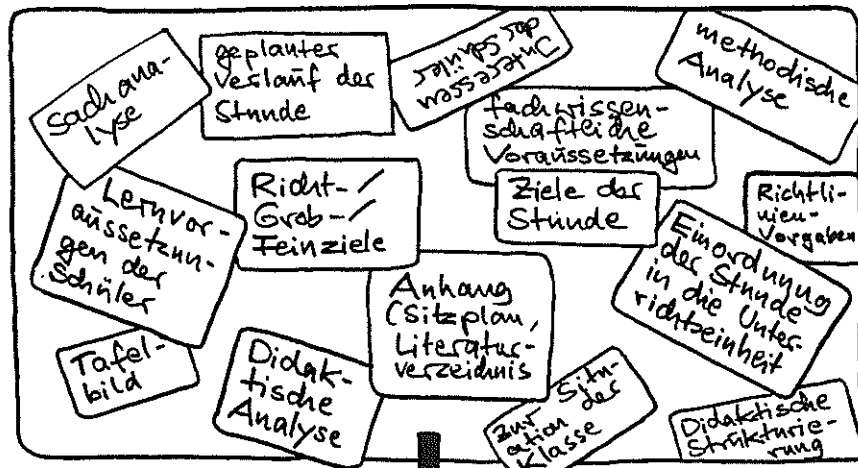 Sachana-
lyse
geplanter
Verlauf der
Stunde
Interessen
der Schüler
methodische
Analyse
fachwissen-
schaftliche
Voraussetzungen
Lernvor-
aussetzun-
gen der
Schüler
Richt-/
Grob-/
Feinziele
Ziele der
Stunde
Richtli-
nien-
Vorgaben
Einordnung
der Stunde
in die Unter-
richtseinheit
Anhang
(Sitzplan,
Literatur-
verzeichnis
Tafel-
bild
Didak-
tische
Analyse
zur Situ-
ation der
Klasse
Didaktische
Strukturie-
rung